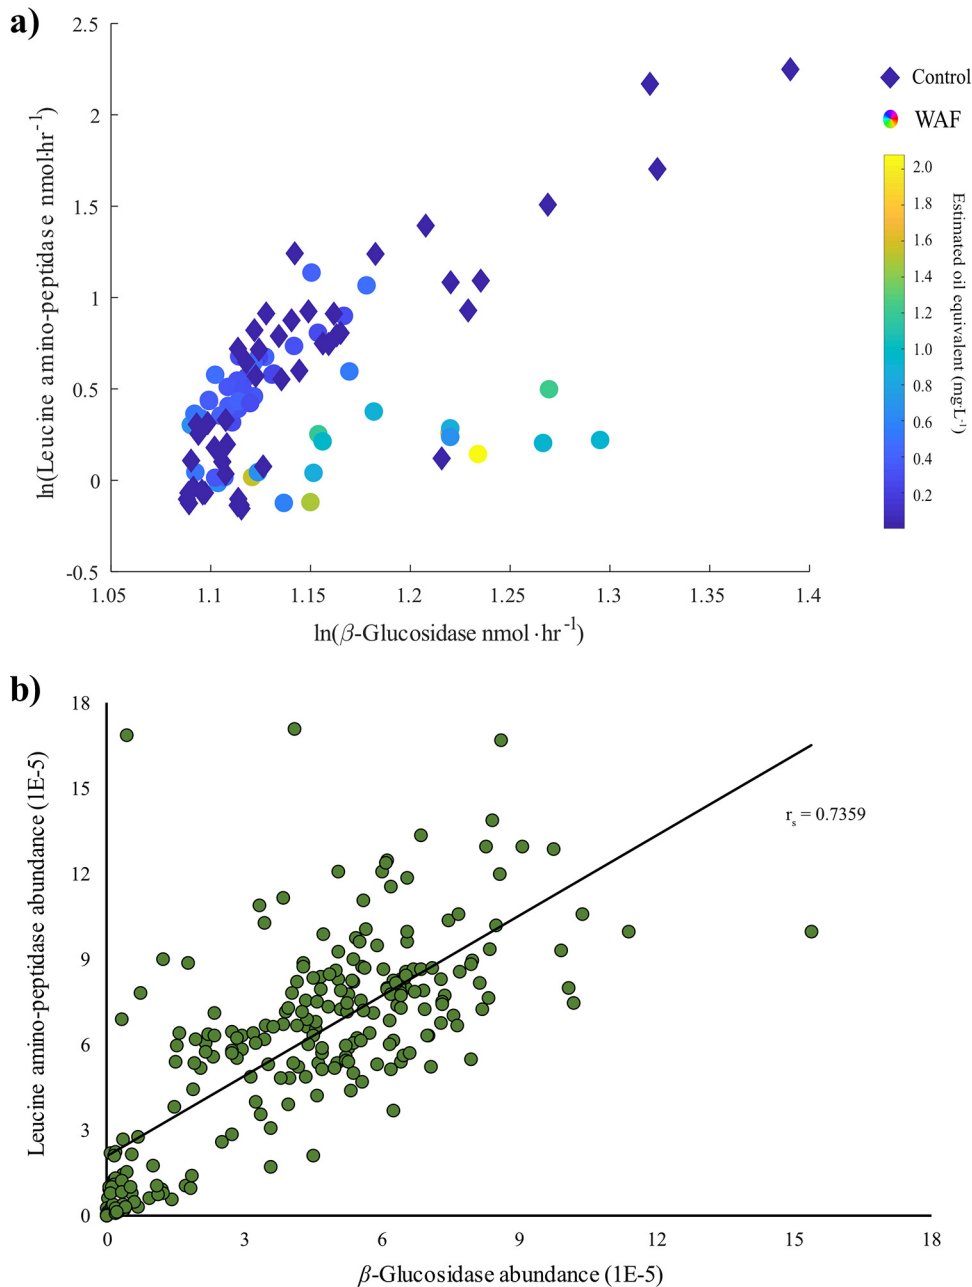 a)
2.5
2
1.5
1
0.5
0
-0.5
1.05 1.1 1.15 1.2 1.25 1.3 1.35 1.4
ln(Leucine amino-peptidase nmol·hr⁻¹)
ln(β-Glucosidase nmol·hr⁻¹)
Control
WAF
2.0
1.8
1.6
1.4
1.2
1.0
0.8
0.6
0.4
0.2
Estimated oil equivalent (mg·L⁻¹)
b)
18
15
12
9
6
3
0
0 3 6 9 12 15 18
Leucine amino-peptidase abundance (1E-5)
rₛ = 0.7359
β-Glucosidase abundance (1E-5)